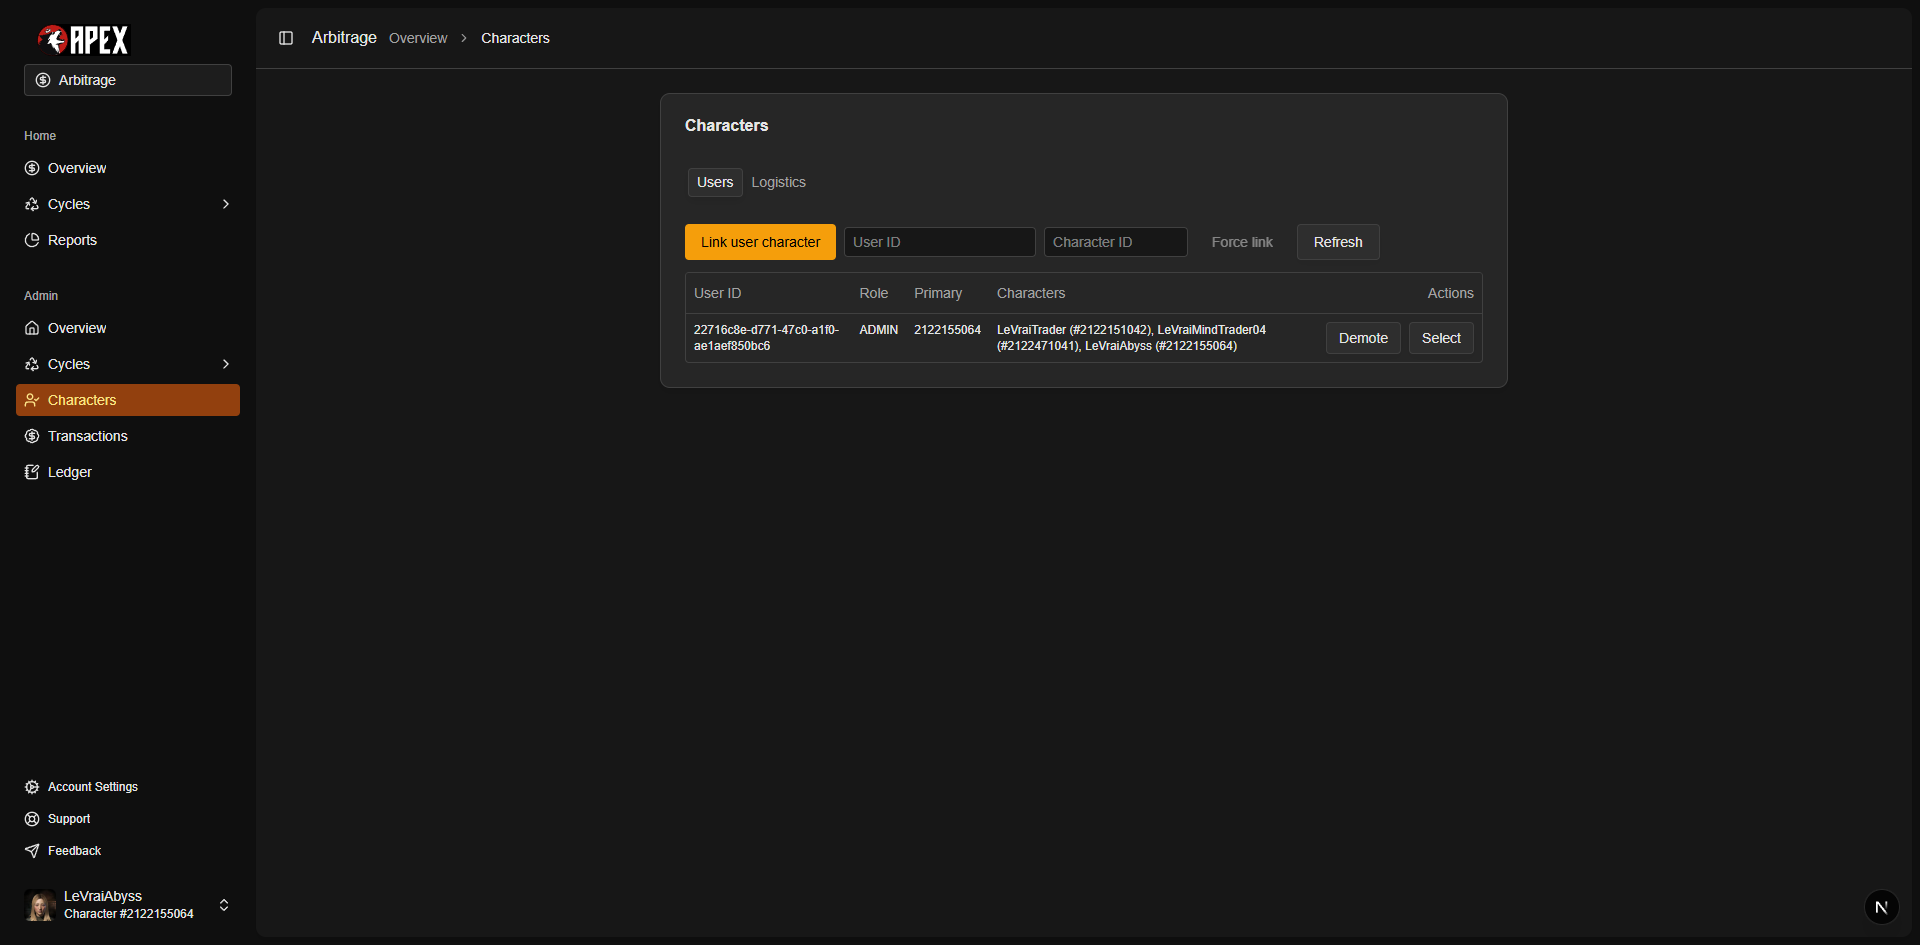 APEX
Arbitrage
Home
Overview
Cycles
Reports
Admin
Overview
Cycles
Characters
Transactions
Ledger
Account Settings
Support
Feedback
LeVraiAbyss
Character #2122155064
Arbitrage Overview Characters
Characters
Users Logistics
Link user character User ID Character ID Force link Refresh
User ID Role Primary Characters Actions
22716c8e-d771-47c0-a1f0- ADMIN 2122155064 LeVraiTrader (#2122151042), LeVraiMindTrader04 Demote Select
ae1aef850bc6 (#2122471041), LeVraiAbyss (#2122155064)
N